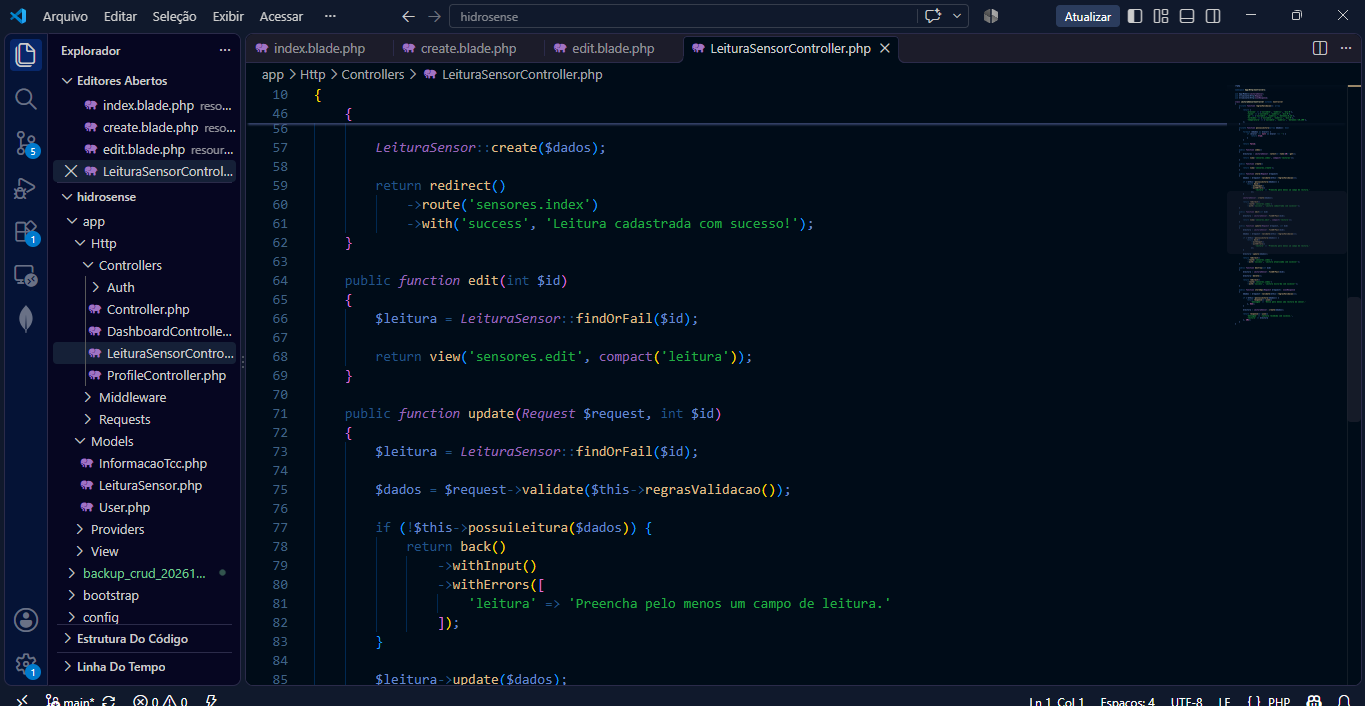 Arquivo Editar Seleção Exibir Acessar ··· hidrosense Atualizar
Explorador ···
Editores Abertos
index.blade.php reso...
create.blade.php reso...
edit.blade.php resour...
LeituraSensorControl...
hidrosense
app
Http
Controllers
Auth
Controller.php
DashboardControlle...
LeituraSensorContro...
ProfileController.php
Middleware
Requests
Models
InformacaoTcc.php
LeituraSensor.php
User.php
Providers
View
backup_crud_20261...
bootstrap
config
Estrutura Do Código
Linha Do Tempo
5
1
1
index.blade.php create.blade.php edit.blade.php LeituraSensorController.php
app > Http > Controllers > LeituraSensorController.php
10 {
46 {
56
57 LeituraSensor::create($dados);
58
59 return redirect()
60 ->route('sensores.index')
61 ->with('success', 'Leitura cadastrada com sucesso!');
62 }
63
64 public function edit(int $id)
65 {
66 $leitura = LeituraSensor::findOrFail($id);
67
68 return view('sensores.edit', compact('leitura'));
69 }
70
71 public function update(Request $request, int $id)
72 {
73 $leitura = LeituraSensor::findOrFail($id);
74
75 $dados = $request->validate($this->regrasValidacao());
76
77 if (!$this->possuiLeitura($dados)) {
78 return back()
79 ->withInput()
80 ->withErrors([
81 'leitura' => 'Preencha pelo menos um campo de leitura.'
82 ]);
83 }
84
85 $leitura->update($dados);
main* 0 0 Ln 1, Col 1 Espaços: 4 UTF-8 LF { } PHP